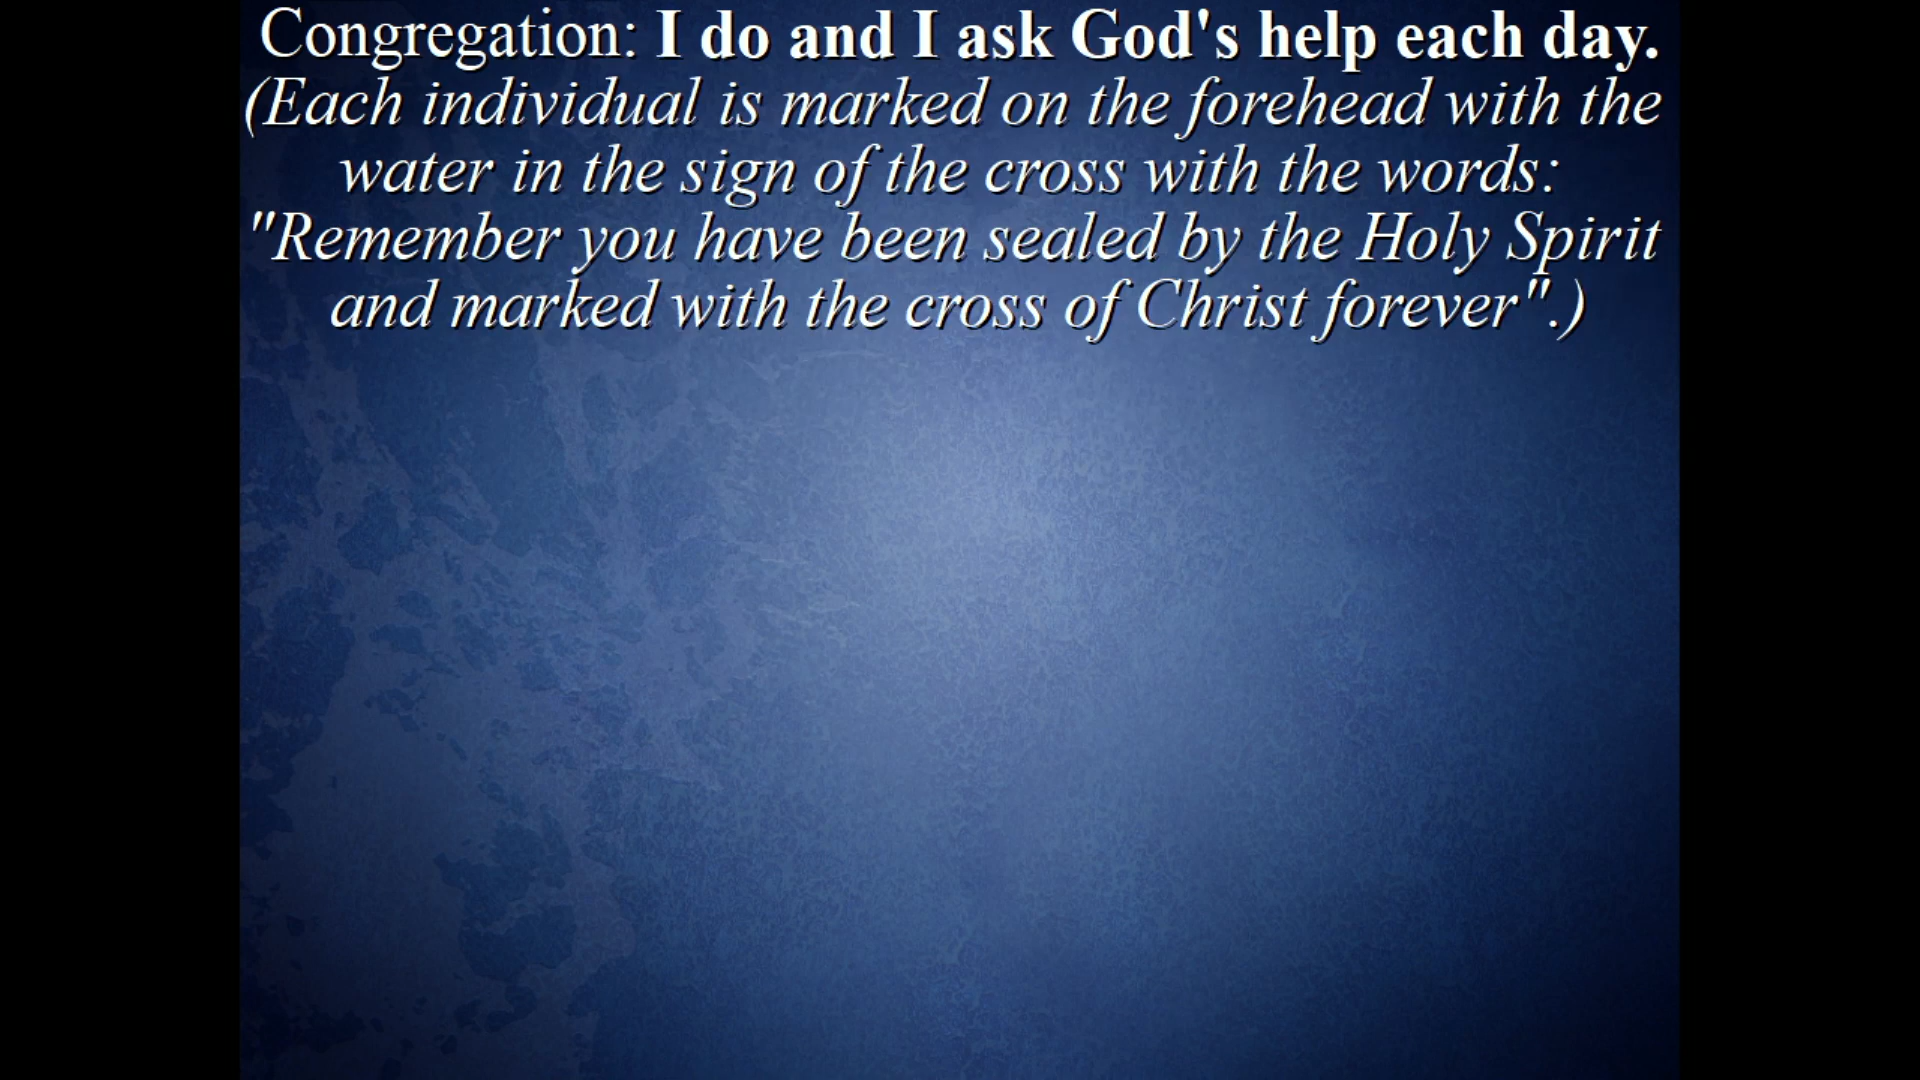 Congregation: I do and I ask God's help each day.
(Each individual is marked on the forehead with the
water in the sign of the cross with the words:
"Remember you have been sealed by the Holy Spirit
and marked with the cross of Christ forever".)